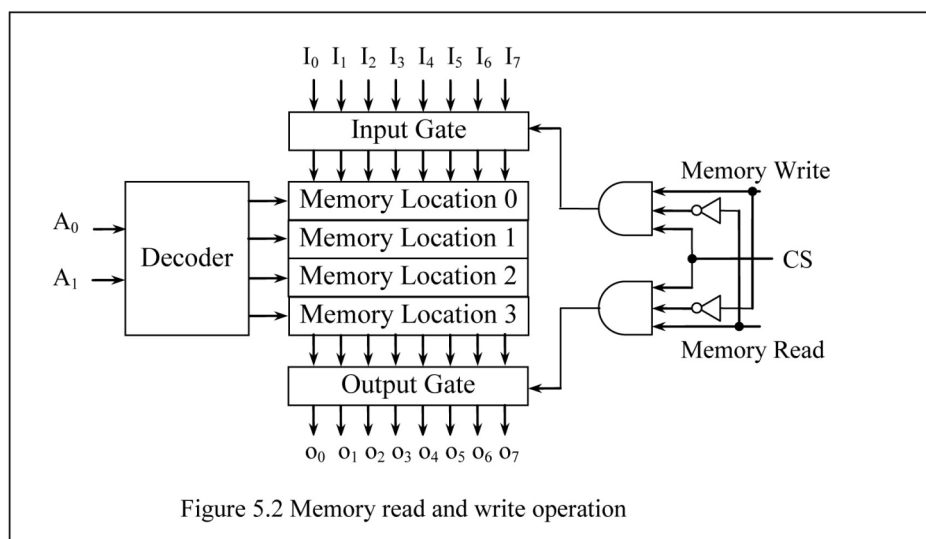 I₀ I₁ I₂ I₃ I₄ I₅ I₆ I₇
Input Gate
Memory Write
Memory Location 0
A₀
Memory Location 1
Decoder
CS
A₁
Memory Location 2
Memory Location 3
Memory Read
Output Gate
o₀ o₁ o₂ o₃ o₄ o₅ o₆ o₇
Figure 5.2 Memory read and write operation